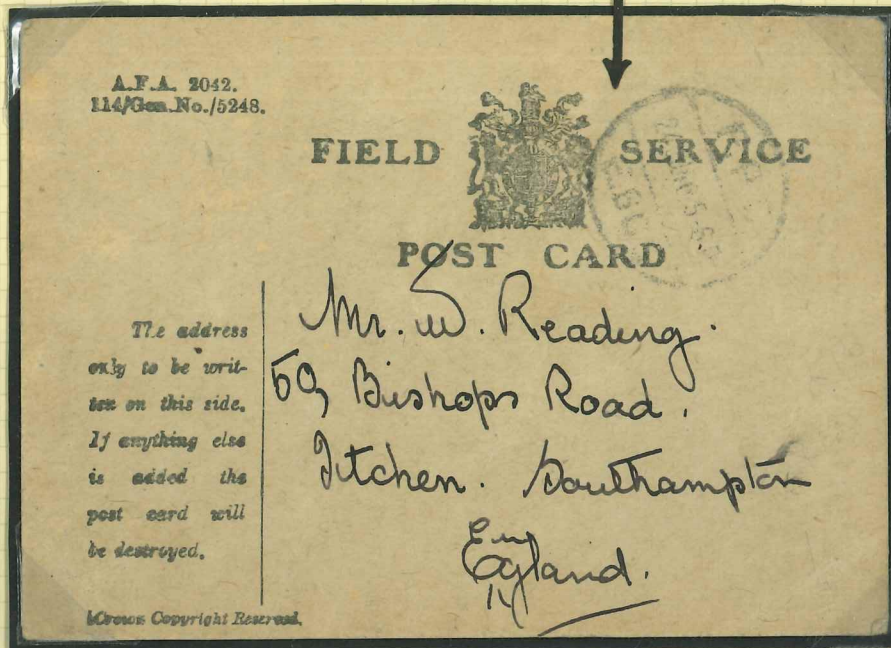 A.F.A. 2042.
114/Gen.No./5248.
FIELD SERVICE
POST CARD
The address
only to be writ-
ten on this side.
If anything else
is added the
post card will
be destroyed.
Mr. W. Reading.
50, Bishops Road.
Itchen. Southampton
England.
Crown Copyright Reserved.